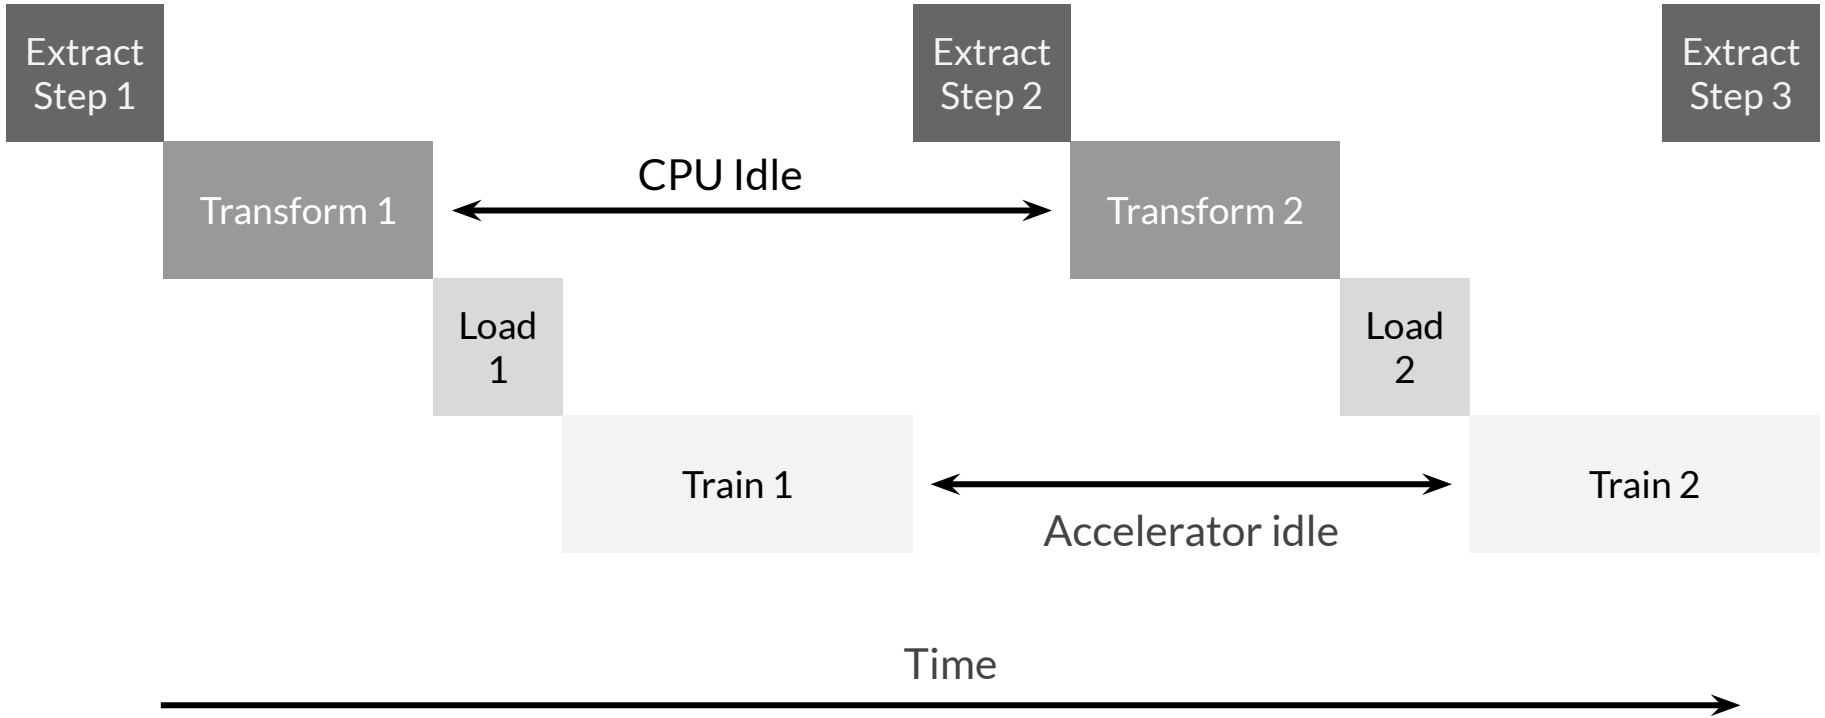 Extract
Step 1
Extract
Step 2
Extract
Step 3
Transform 1
CPU Idle
Transform 2
Load
1
Load
2
Train 1
Accelerator idle
Train 2
Time